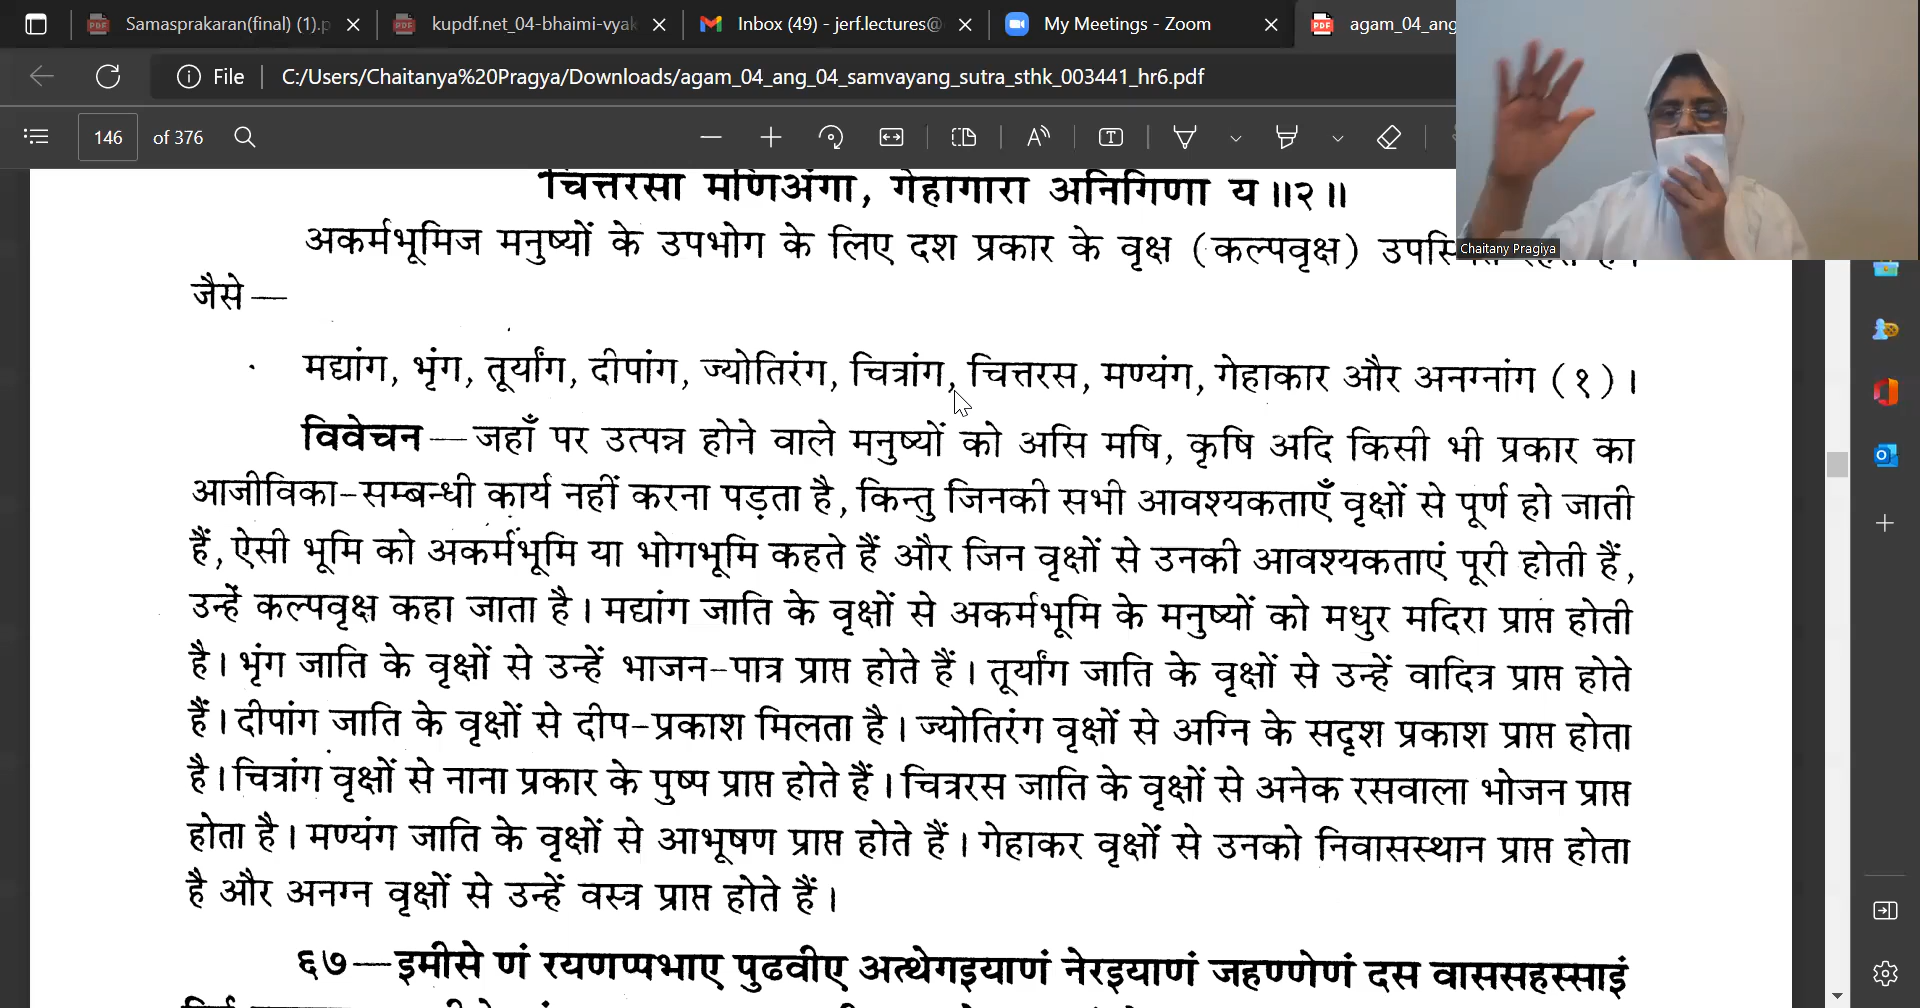 Samasprakaran(final) (1).p
kupdf.net_04-bhaimi-vyak
Inbox (49) - jerf.lectures@
My Meetings - Zoom
agam_04_ang
File
C:/Users/Chaitanya%20Pragya/Downloads/agam_04_ang_04_samvayang_sutra_sthk_003441_hr6.pdf
146 of 376
Chaitany Pragiya
चित्तरसा मणिअंगा, गेहागारा अनिगिणा य ॥२॥
अकर्मभूमिज मनुष्यों के उपभोग के लिए दश प्रकार के वृक्ष (कल्पवृक्ष)
जैसे—
मद्यांग, भृंग, तूर्यांग, दीपांग, ज्योतिरंग, चित्रांग, चित्तरस, मण्यंग, गेहाकार और अनग्नांग (१)।
विवेचन—जहाँ पर उत्पन्न होने वाले मनुष्यों को असि मषि, कृषि अदि किसी भी प्रकार का
आजीविका-सम्बन्धी कार्य नहीं करना पड़ता है, किन्तु जिनकी सभी आवश्यकताएँ वृक्षों से पूर्ण हो जाती
हैं, ऐसी भूमि को अकर्मभूमि या भोगभूमि कहते हैं और जिन वृक्षों से उनकी आवश्यकताएं पूरी होती हैं,
उन्हें कल्पवृक्ष कहा जाता है। मद्यांग जाति के वृक्षों से अकर्मभूमि के मनुष्यों को मधुर मदिरा प्राप्त होती
है। भृंग जाति के वृक्षों से उन्हें भाजन-पात्र प्राप्त होते हैं। तूर्यांग जाति के वृक्षों से उन्हें वादित्र प्राप्त होते
हैं। दीपांग जाति के वृक्षों से दीप-प्रकाश मिलता है। ज्योतिरंग वृक्षों से अग्नि के सदृश प्रकाश प्राप्त होता
है। चित्रांग वृक्षों से नाना प्रकार के पुष्प प्राप्त होते हैं। चित्ररस जाति के वृक्षों से अनेक रसवाला भोजन प्राप्त
होता है। मण्यंग जाति के वृक्षों से आभूषण प्राप्त होते हैं। गेहाकर वृक्षों से उनको निवासस्थान प्राप्त होता
है और अनग्न वृक्षों से उन्हें वस्त्र प्राप्त होते हैं।
६७—इमीसे णं रयणप्पभाए पुढवीए अत्थेगइयाणं नेरइयाणं जहण्णेणं दस वाससहस्साइं